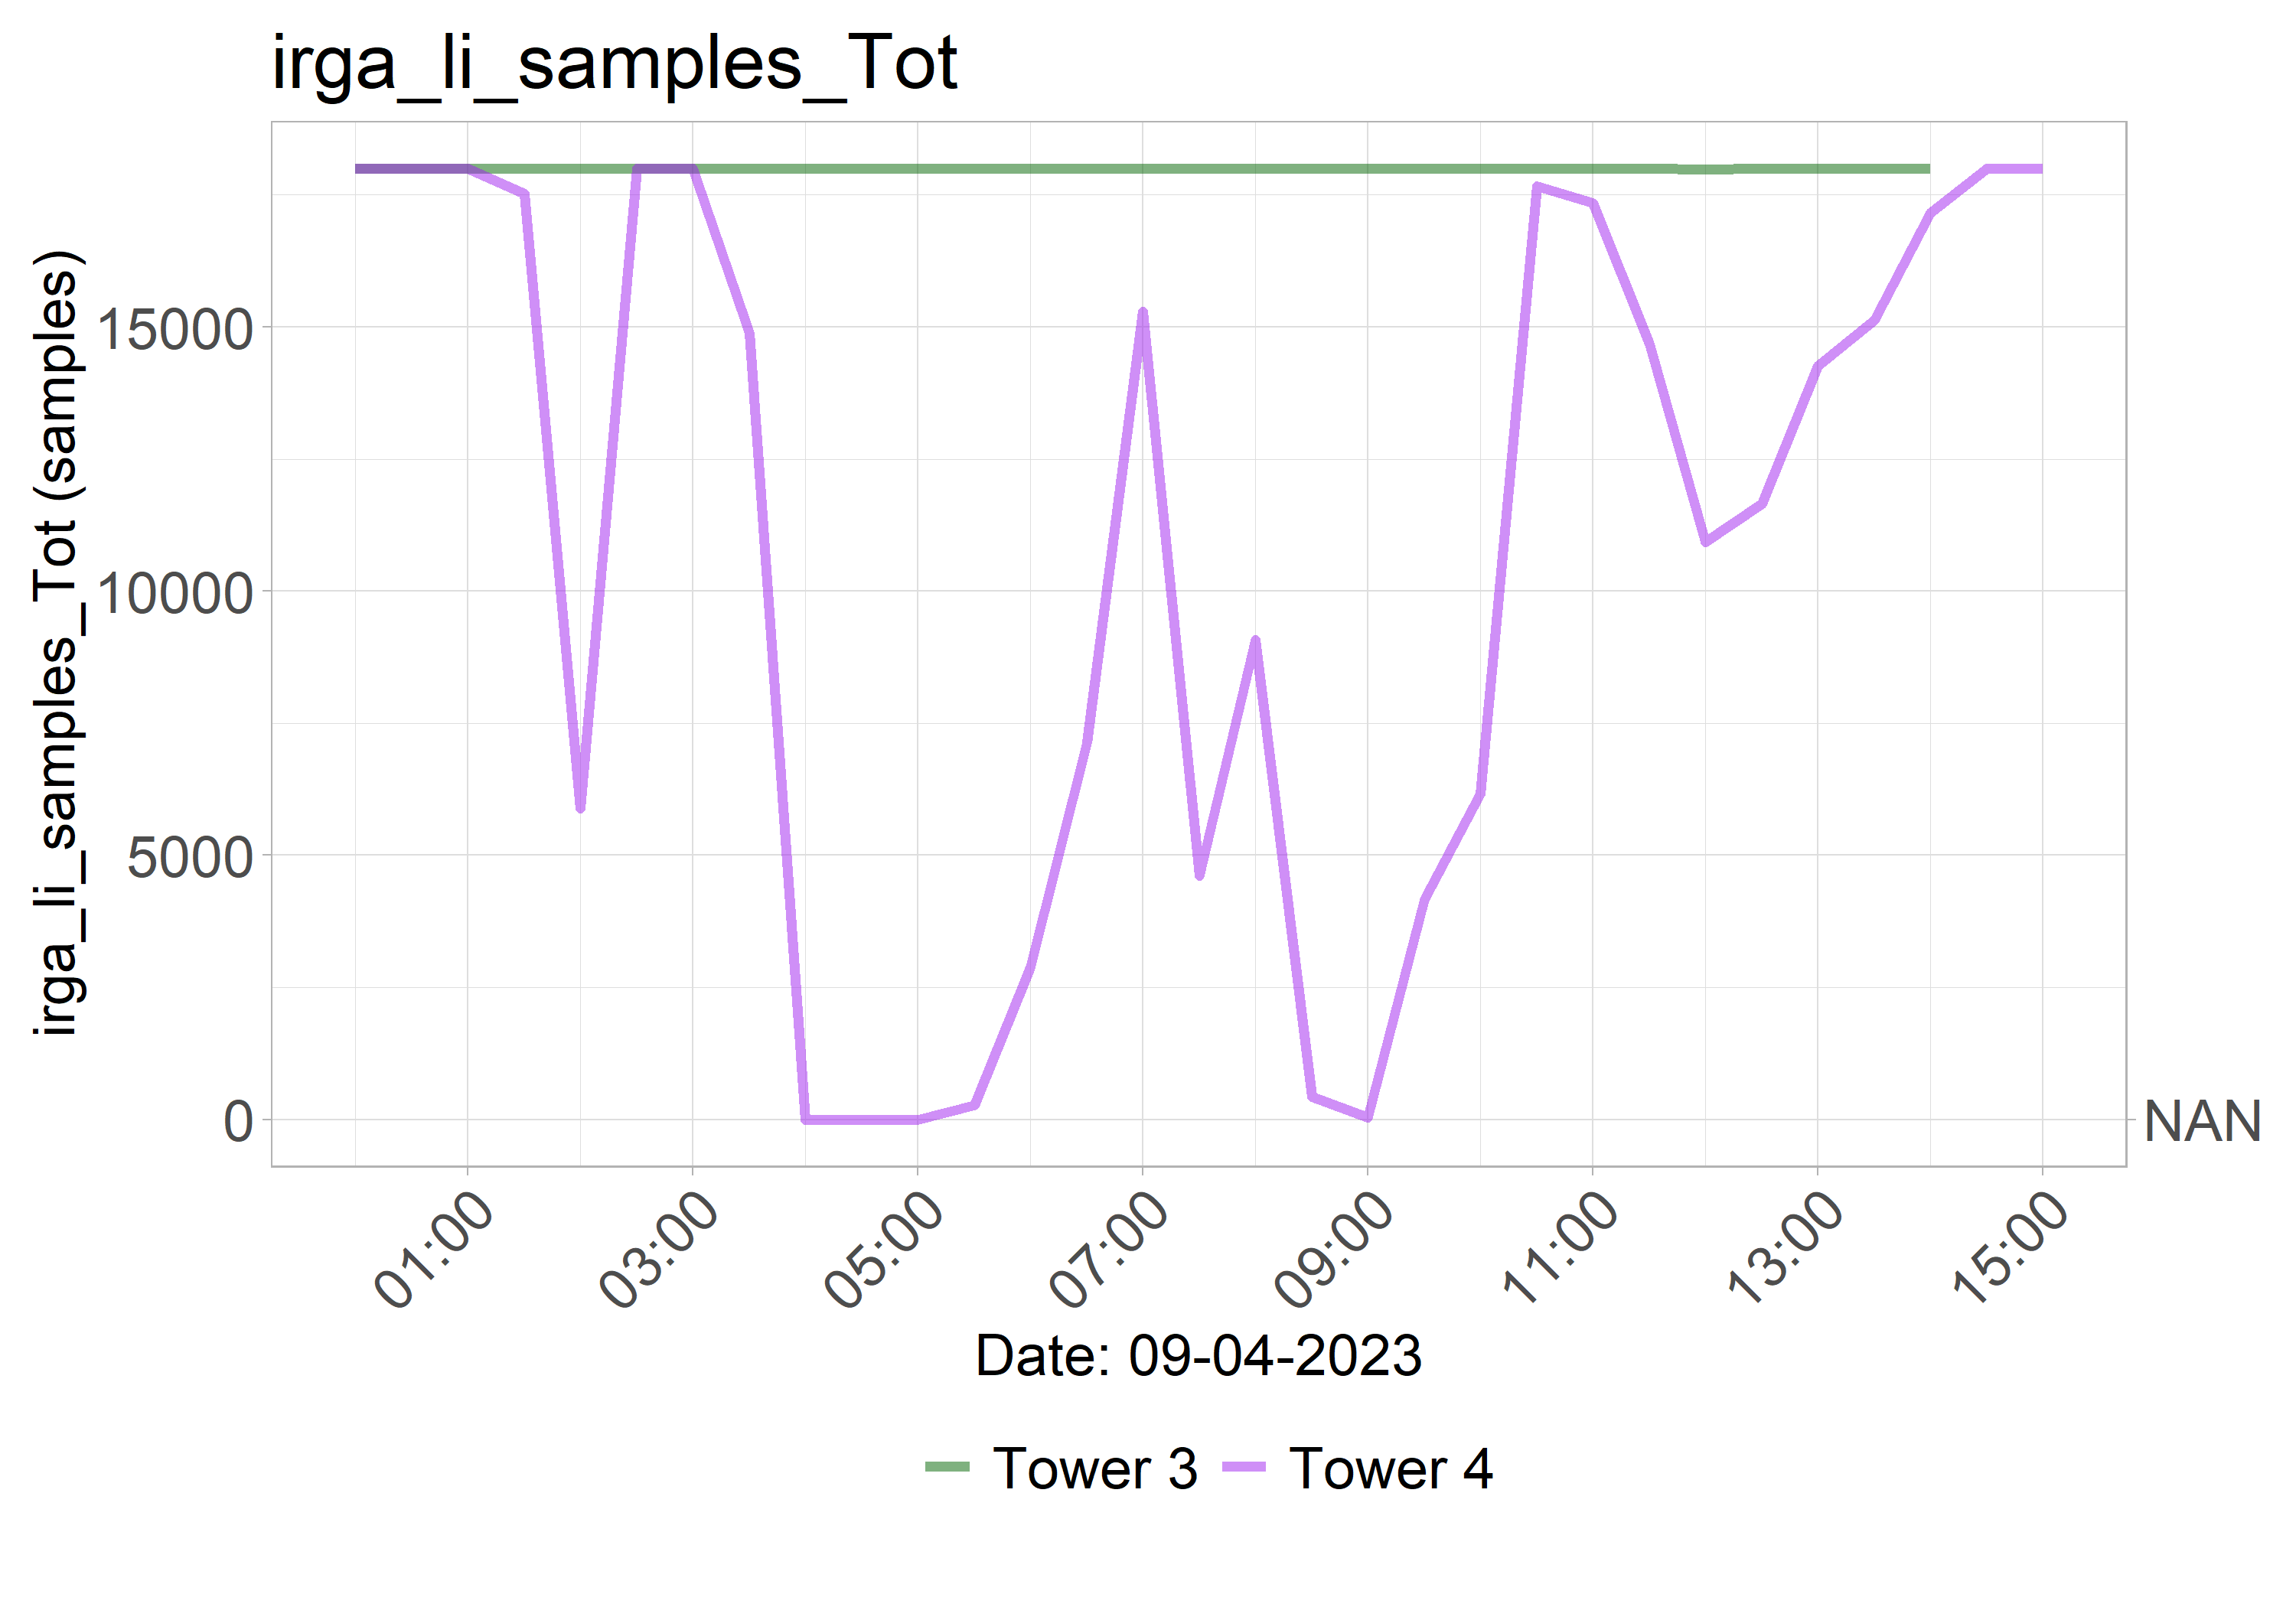 irga_li_samples_Tot
irga_li_samples_Tot (samples)
15000
10000
5000
0
NAN
01:00
03:00
05:00
07:00
09:00
11:00
13:00
15:00
Date: 09-04-2023
Tower 3
Tower 4